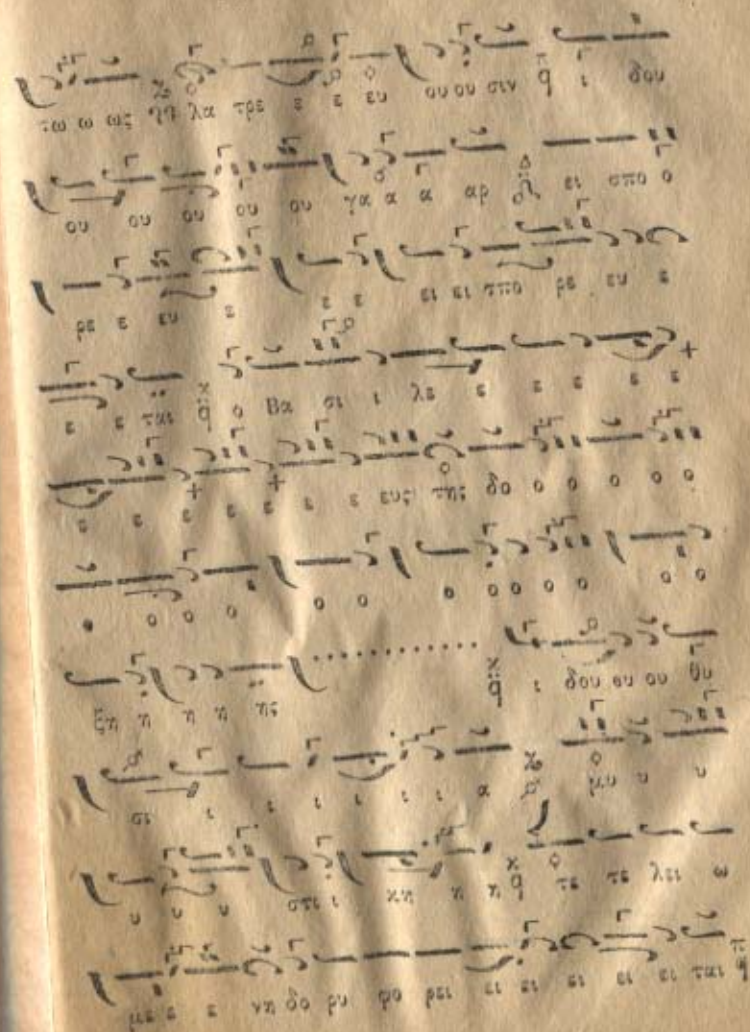 τω ω ως λα τρε ε ε ευ ου ου σιν ι δου
ου ου ου ου ου γα α α αρ ει σπο ο
ρε ε ευ ε ε ε ει ει σπο ρε ευ ε
ε ε ται ο Βα σι ι λε ε ε ε ε ε
ε ε ε ε ε ε ε ευς της δο ο ο ο ο ο
ο ο ο ο ο ο ο ο ο ο ο ο ο
ξη η η η ης ι δου ου ου θυ
σι ι ι ι ι ι ι α μυ υ υ
υ υ υ στι ι κη η η τε τε λει ω
με ε ε νη δο ρυ φο ρει ει ει ει ει ει ται